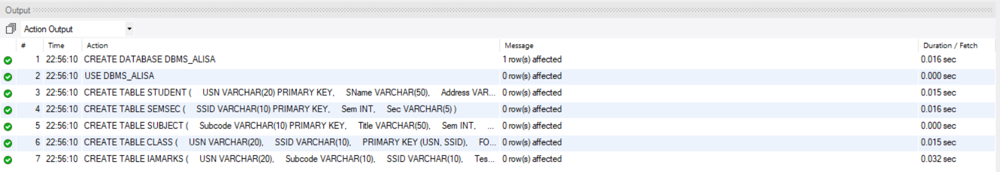 Output
Action Output
# Time Action Message Duration / Fetch
1 22:56:10 CREATE DATABASE DBMS_ALISA 1 row(s) affected 0.016 sec
2 22:56:10 USE DBMS_ALISA 0 row(s) affected 0.000 sec
3 22:56:10 CREATE TABLE STUDENT ( USN VARCHAR(20) PRIMARY KEY, SName VARCHAR(50), Address VAR... 0 row(s) affected 0.015 sec
4 22:56:10 CREATE TABLE SEMSEC ( SSID VARCHAR(10) PRIMARY KEY, Sem INT, Sec VARCHAR(5) ) 0 row(s) affected 0.016 sec
5 22:56:10 CREATE TABLE SUBJECT ( Subcode VARCHAR(10) PRIMARY KEY, Title VARCHAR(50), Sem INT, ... 0 row(s) affected 0.000 sec
6 22:56:10 CREATE TABLE CLASS ( USN VARCHAR(20), SSID VARCHAR(10), PRIMARY KEY (USN, SSID), FO... 0 row(s) affected 0.015 sec
7 22:56:10 CREATE TABLE IAMARKS ( USN VARCHAR(20), Subcode VARCHAR(10), SSID VARCHAR(10), Tes... 0 row(s) affected 0.032 sec